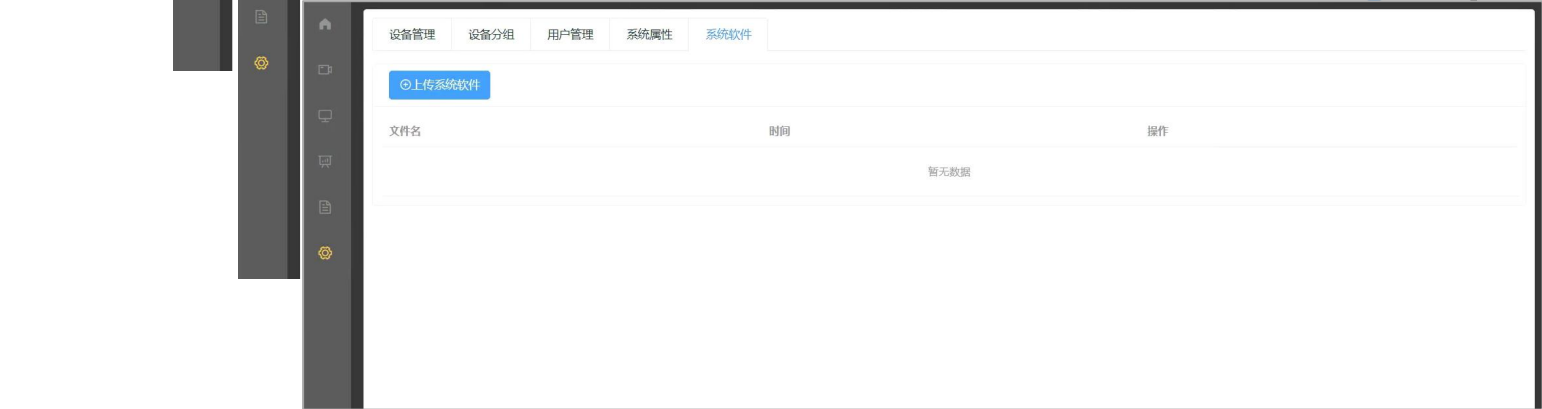 设备管理 设备分组 用户管理 系统属性 系统软件
上传系统软件
文件名 时间 操作
暂无数据